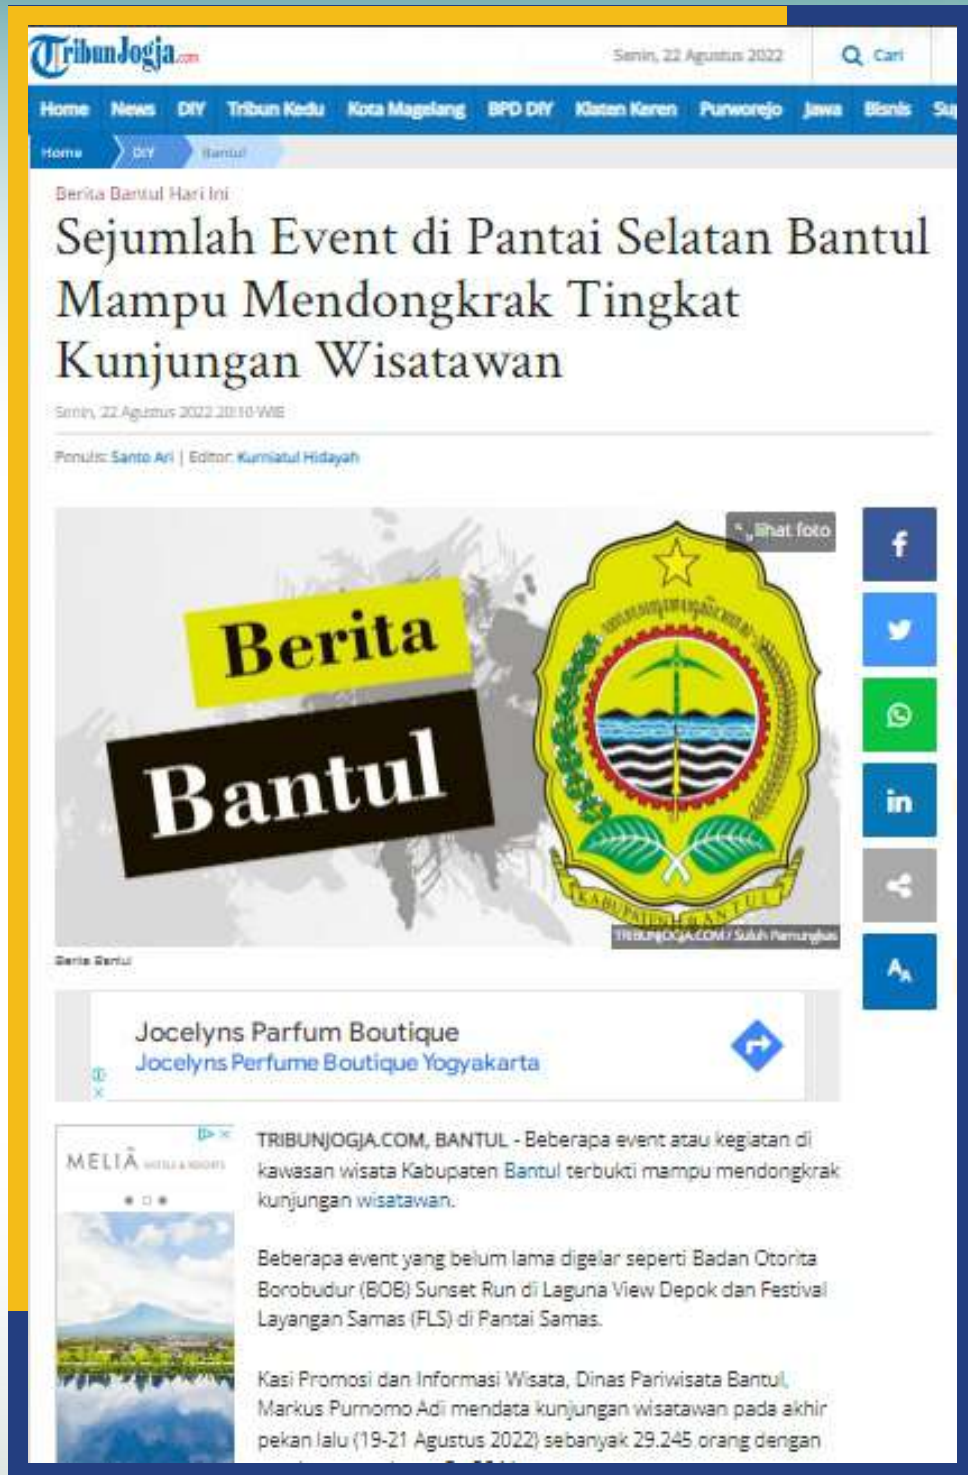 TribunJogja.com
Senin, 22 Agustus 2022
Cari
Home News DIY Tribun Kedu Kota Magelang BPD DIY Klaten Keren Purworejo Jawa Bisnis Sup
Home DIY Bantul
Berita Bantul Hari Ini
Sejumlah Event di Pantai Selatan Bantul
Mampu Mendongkrak Tingkat
Kunjungan Wisatawan
Senin, 22 Agustus 2022 20:10 WIB
Penulis: Santo Ari | Editor: Kurniatul Hidayah
lihat foto
Berita
Bantul
KABUPATEN BANTUL
TRIBUNJOGJA.COM / Suluh Pamungkas
Berita Bantul
Jocelyns Parfum Boutique
Jocelyns Perfume Boutique Yogyakarta
MELIÃ HOTELS & RESORTS
TRIBUNJOGJA.COM, BANTUL - Beberapa event atau kegiatan di
kawasan wisata Kabupaten Bantul terbukti mampu mendongkrak
kunjungan wisatawan.
Beberapa event yang belum lama digelar seperti Badan Otorita
Borobudur (BOB) Sunset Run di Laguna View Depok dan Festival
Layangan Samas (FLS) di Pantai Samas.
Kasi Promosi dan Informasi Wisata, Dinas Pariwisata Bantul,
Markus Purnomo Adi mendata kunjungan wisatawan pada akhir
pekan lalu (19-21 Agustus 2022) sebanyak 29.245 orang dengan